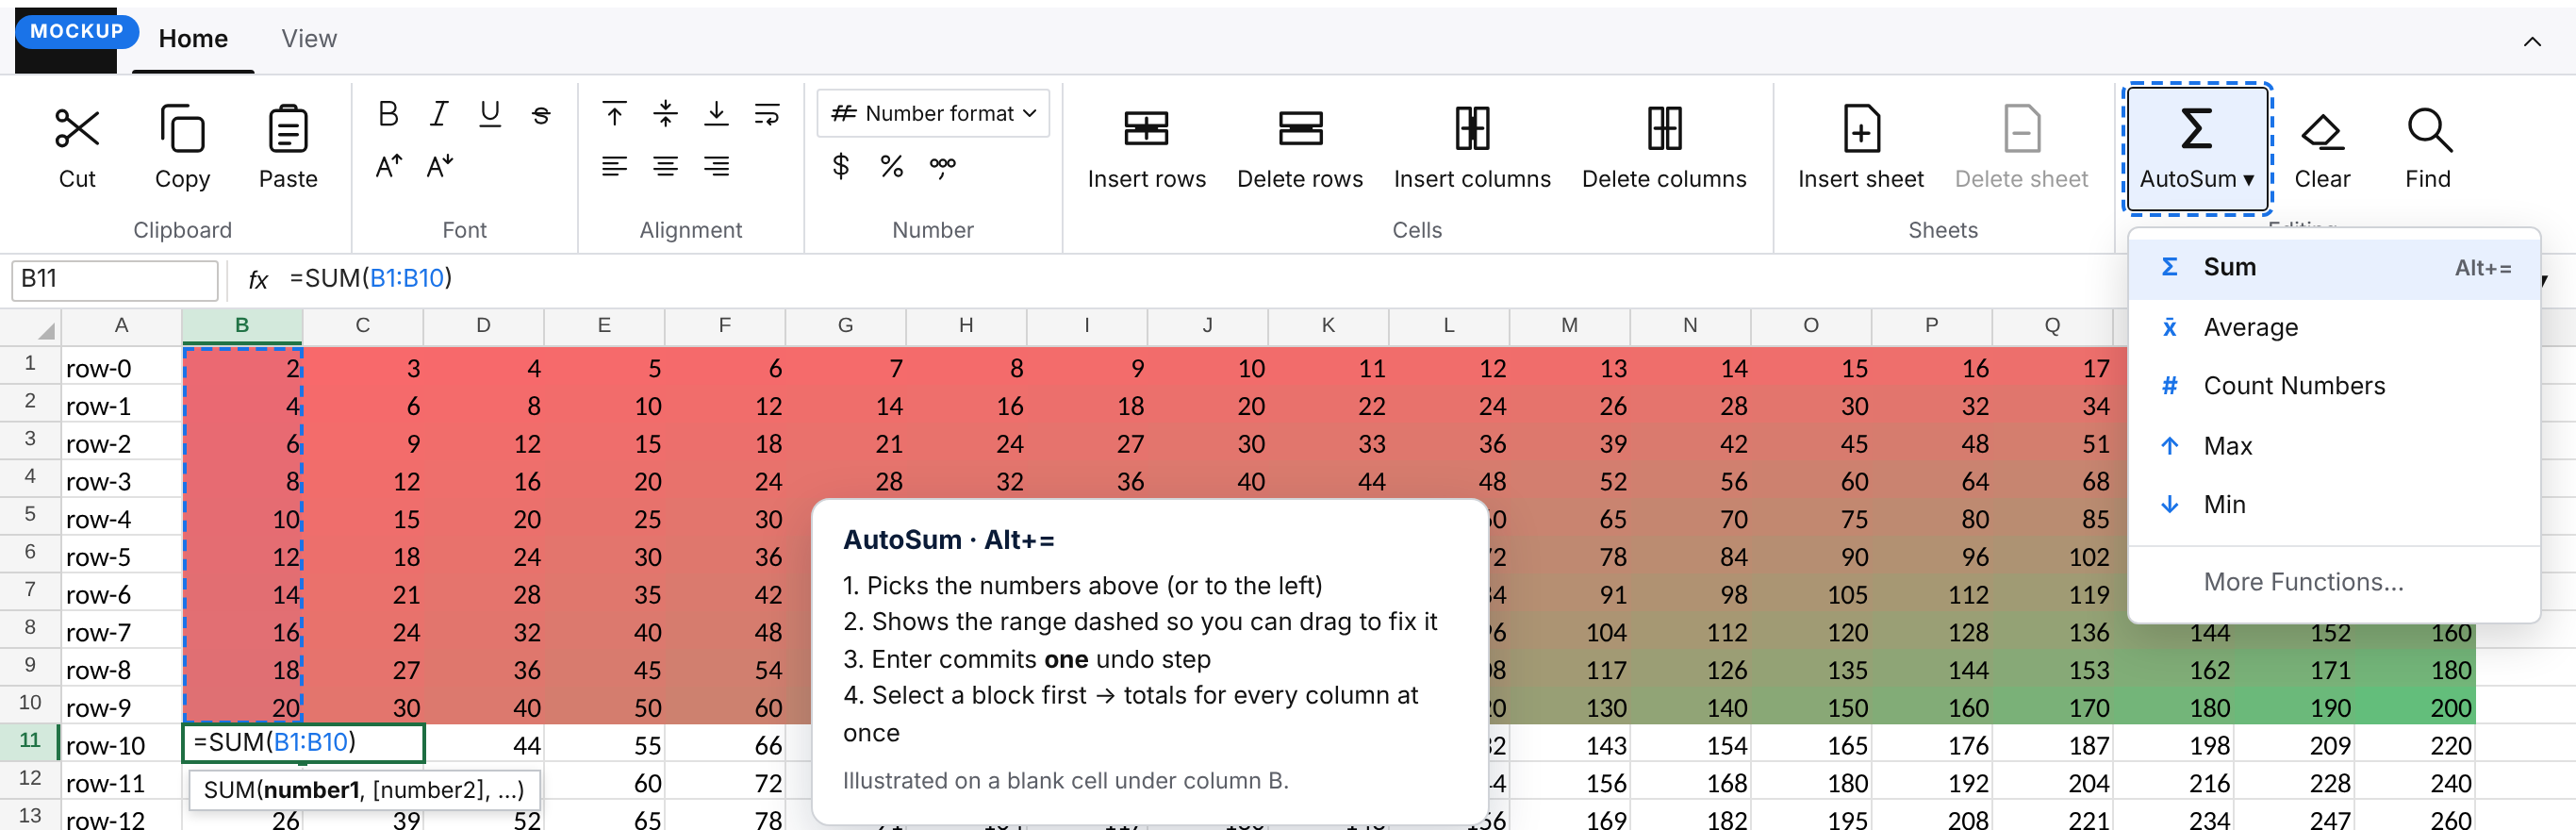 MOCKUP Home View
Cut Copy Paste
Clipboard
B I U S
A A
Font
Alignment
# Number format
$ %
Number
Insert rows Delete rows Insert columns Delete columns
Cells
Insert sheet Delete sheet
Sheets
Σ
AutoSum ▾ Clear Find
B11 fx =SUM(B1:B10)
Σ Sum Alt+=
x̄ Average
# Count Numbers
↑ Max
↓ Min
More Functions...
A B C D E F G H I J K L M N O P Q
1 row-0 2 3 4 5 6 7 8 9 10 11 12 13 14 15 16 17
2 row-1 4 6 8 10 12 14 16 18 20 22 24 26 28 30 32 34
3 row-2 6 9 12 15 18 21 24 27 30 33 36 39 42 45 48 51
4 row-3 8 12 16 20 24 28 32 36 40 44 48 52 56 60 64 68
5 row-4 10 15 20 25 30 65 70 75 80 85
6 row-5 12 18 24 30 36 78 84 90 96 102
7 row-6 14 21 28 35 42 91 98 105 112 119
8 row-7 16 24 32 40 48 104 112 120 128 136 144 152 160
9 row-8 18 27 36 45 54 117 126 135 144 153 162 171 180
10 row-9 20 30 40 50 60 130 140 150 160 170 180 190 200
11 row-10 =SUM(B1:B10) 44 55 66 143 154 165 176 187 198 209 220
12 row-11 60 72 156 168 180 192 204 216 228 240
SUM(number1, [number2], ...)
13 row-12 26 39 52 65 78 169 182 195 208 221 234 247 260
AutoSum · Alt+=
1. Picks the numbers above (or to the left)
2. Shows the range dashed so you can drag to fix it
3. Enter commits one undo step
4. Select a block first → totals for every column at
once
Illustrated on a blank cell under column B.